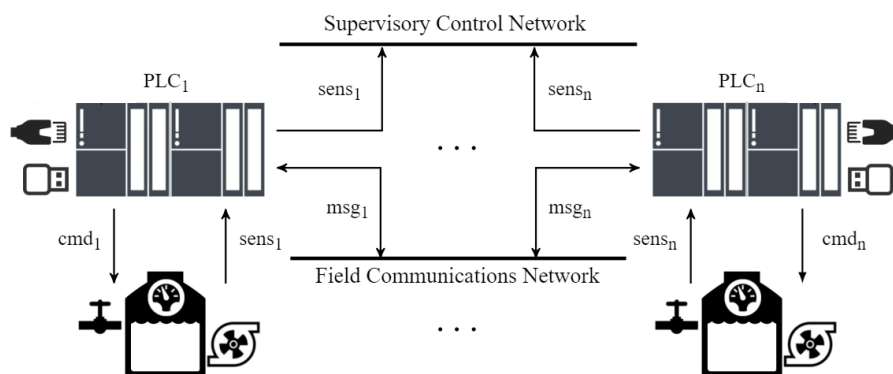 Supervisory Control Network
PLC₁
PLCₙ
sens₁
sensₙ
. . .
msg₁
msgₙ
cmd₁
sens₁
sensₙ
cmdₙ
Field Communications Network
. . .